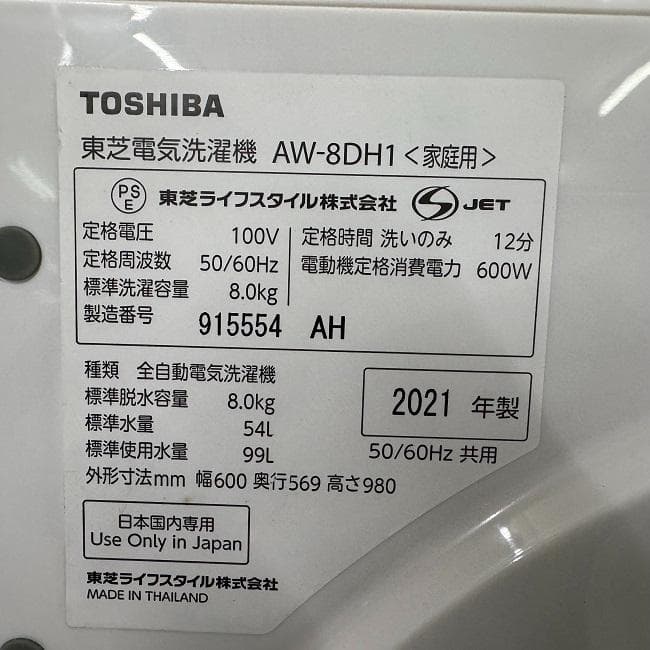 TOSHIBA
東芝電気洗濯機 AW-8DH1<家庭用>
PSE 東芝ライフスタイル株式会社 S JET
定格電圧 100V 定格時間 洗いのみ 12分
定格周波数 50/60Hz 電動機定格消費電力 600W
標準洗濯容量 8.0kg
製造番号 915554 AH
種類 全自動電気洗濯機
標準脱水容量 8.0kg
標準水量 54L
標準使用水量 99L
2021 年製
50/60Hz 共用
外形寸法mm 幅600 奥行569 高さ980
日本国内専用
Use Only in Japan
東芝ライフスタイル株式会社
MADE IN THAILAND